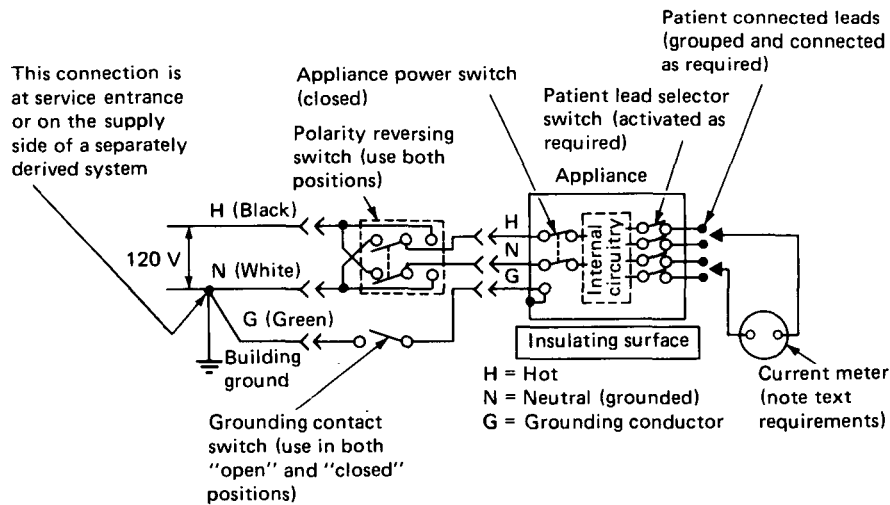 Patient connected leads
(grouped and connected
as required)
This connection is
at service entrance
or on the supply
side of a separately
derived system
Appliance power switch
(closed)
Patient lead selector
switch (activated as
required)
Polarity reversing
switch (use both
positions)
Appliance
H (Black)
H
120 V
N (White)
N
G
Internal
circuitry
G (Green)
Building
ground
Insulating surface
H = Hot
N = Neutral (grounded)
G = Grounding conductor
Current meter
(note text
requirements)
Grounding contact
switch (use in both
"open" and "closed"
positions)